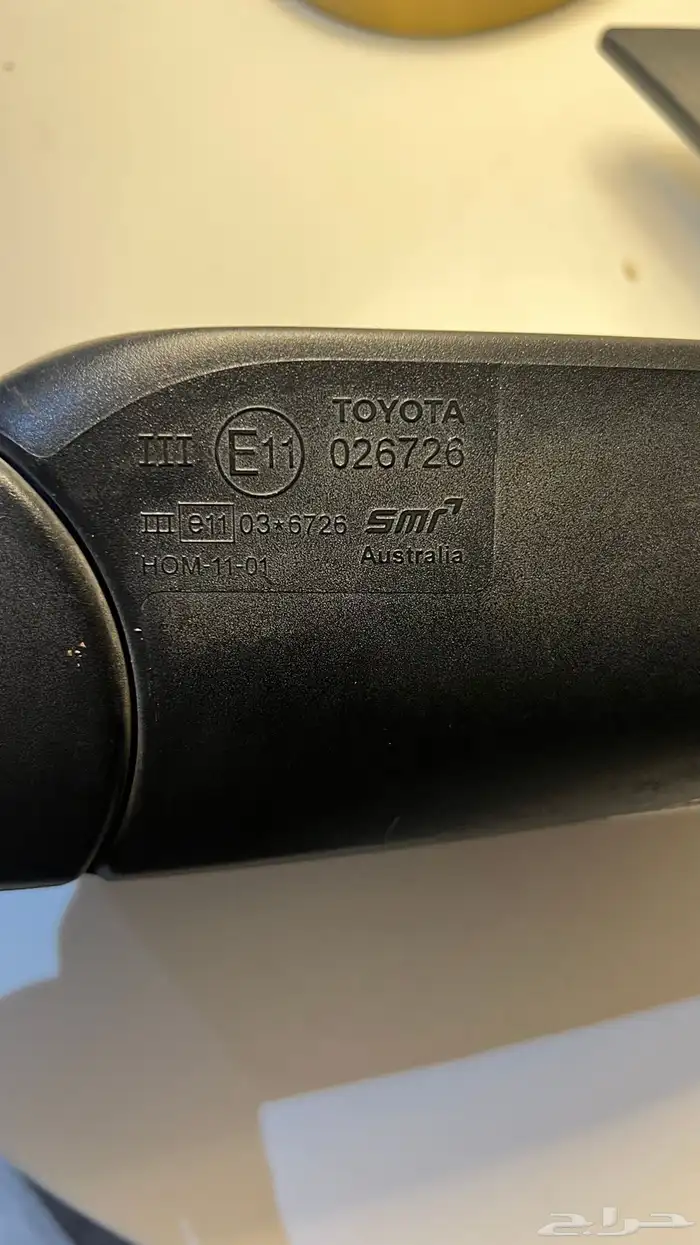 TOYOTA
III E11 026726
III e11 03*6726 smr
HOM-11-01 Australia
حراج